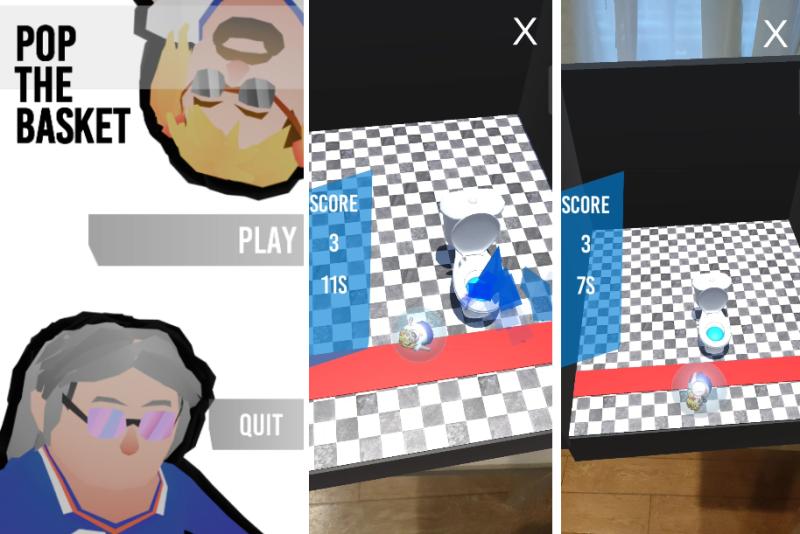 POP
THE
BASKET
PLAY
QUIT
X
SCORE
3
11S
X
SCORE
3
7S